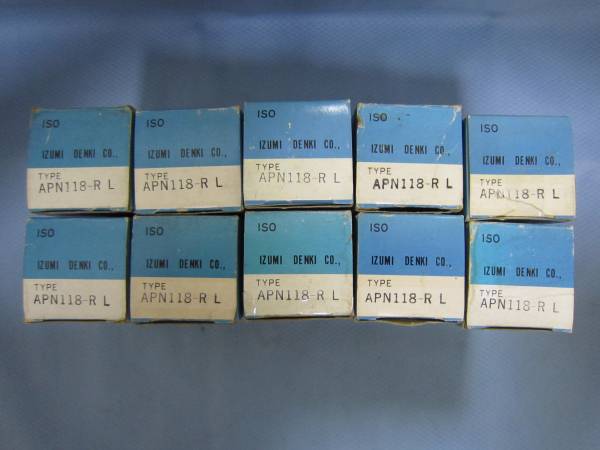 ISO
IZUMI DENKI CO.,
TYPE
APN118-R L
ISO
IZUMI DENKI CO.,
TYPE
APN118-R L
ISO
IZUMI DENKI CO.,
TYPE
APN118-R L
ISO
IZUMI DENKI CO.,
TYPE
APN118-R L
ISO
IZUMI DENKI CO.,
TYPE
APN118-R L
ISO
IZUMI DENKI CO.,
TYPE
APN118-R L
ISO
IZUMI DENKI CO.,
TYPE
APN118-R L
ISO
IZUMI DENKI CO.,
TYPE
APN118-R L
ISO
IZUMI DENKI CO.,
TYPE
APN118-R L
ISO
IZUMI DENKI CO.,
TYPE
APN118-R L